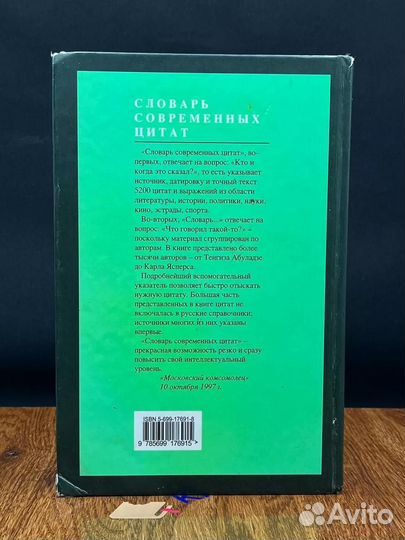 СЛОВАРЬ
СОВРЕМЕННЫХ
ЦИТАТ
«Словарь современных цитат», во-
первых, отвечает на вопрос: «Кто и
когда это сказал?», то есть указывает
источник, датировку и точный текст
5200 цитат и выражений из области
литературы, истории, политики, науки,
кино, эстрады, спорта.
Во-вторых, «Словарь...» отвечает на
вопрос: «Что говорил такой-то?» –
поскольку материал сгруппирован по
авторам. В книге представлено более
тысячи авторов – от Тенгиза Абуладзе
до Карла Ясперса.
Подробнейший вспомогательный
указатель позволяет быстро отыскать
нужную цитату. Большая часть
представленных в книге цитат не
включалась в русские справочники;
источники многих из них указаны
впервые.
«Словарь современных цитат» –
прекрасная возможность резко и сразу
повысить свой интеллектуальный
уровень.
«Московский комсомолец»
10 октября 1997 г.
ISBN 5-699-17691-8
9 785699 176915 >
Avito